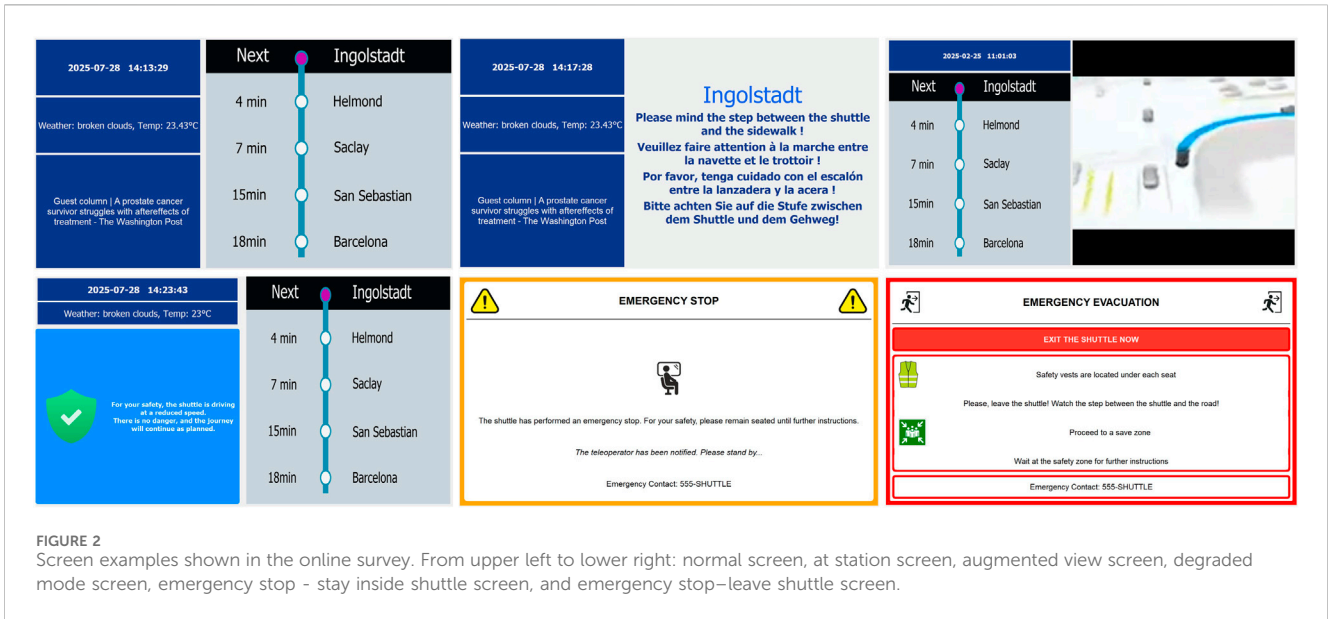 2025-07-28 14:13:29
Weather: broken clouds, Temp: 23.43ºC
Guest column | A prostate cancer
survivor struggles with aftereffects of
treatment - The Washington Post
Next Ingolstadt
4 min Helmond
7 min Saclay
15min San Sebastian
18min Barcelona
2025-07-28 14:17:28
Weather: broken clouds, Temp: 23.43ºC
Guest column | A prostate cancer
survivor struggles with aftereffects of
treatment - The Washington Post
Ingolstadt
Please mind the step between the shuttle
and the sidewalk !
Veuillez faire attention à la marche entre
la navette et le trottoir !
Por favor, tenga cuidado con el escalón
entre la lanzadera y la acera !
Bitte achten Sie auf die Stufe zwischen
dem Shuttle und dem Gehweg!
2025-02-25 11:01:03
Next Ingolstadt
4 min Helmond
7 min Saclay
15min San Sebastian
18min Barcelona
2025-07-28 14:23:43
Weather: broken clouds, Temp: 23ºC
For your safety, the shuttle is driving
at a reduced speed.
There is no danger, and the journey
will continue as planned.
Next Ingolstadt
4 min Helmond
7 min Saclay
15min San Sebastian
18min Barcelona
EMERGENCY STOP
The shuttle has performed an emergency stop. For your safety, please remain seated until further instructions.
The teleoperator has been notified. Please stand by...
Emergency Contact: 555-SHUTTLE
EMERGENCY EVACUATION
EXIT THE SHUTTLE NOW
Safety vests are located under each seat
Please, leave the shuttle! Watch the step between the shuttle and the road!
Proceed to a save zone
Wait at the safety zone for further instructions
Emergency Contact: 555-SHUTTLE
FIGURE 2
Screen examples shown in the online survey. From upper left to lower right: normal screen, at station screen, augmented view screen, degraded
mode screen, emergency stop - stay inside shuttle screen, and emergency stop–leave shuttle screen.